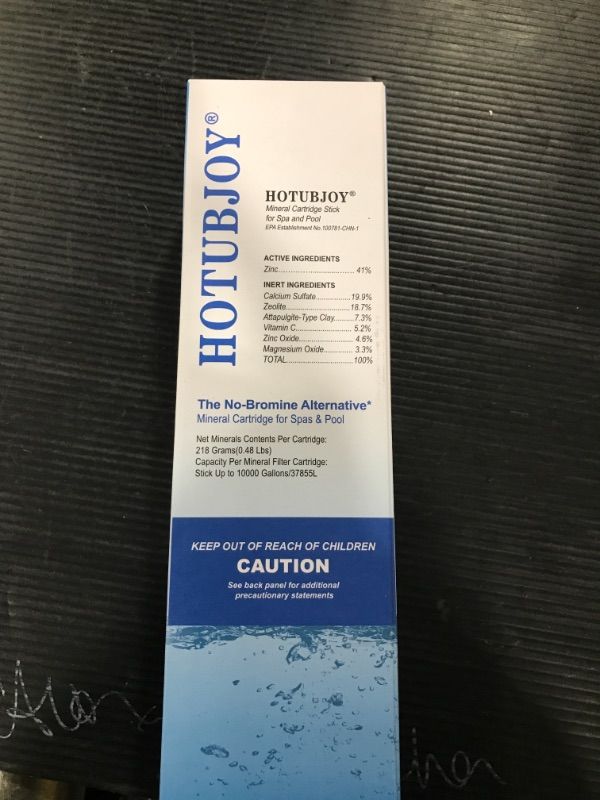 HOTUBJOY®
HOTUBJOY®
Mineral Cartridge Stick
for Spa and Pool
EPA Establishment No.100781-CHN-1
ACTIVE INGREDIENTS
Zinc.................................. 41%
INERT INGREDIENTS
Calcium Sulfate................19.9%
Zeolite..............................18.7%
Attapulgite-Type Clay.........7.3%
Vitamin C.......................... 5.2%
Zinc Oxide......................... 4.6%
Magnesium Oxide............. 3.3%
TOTAL...............................100%
The No-Bromine Alternative*
Mineral Cartridge for Spas & Pool
Net Minerals Contents Per Cartridge:
218 Grams(0.48 Lbs)
Capacity Per Mineral Filter Cartridge:
Stick Up to 10000 Gallons/37855L
KEEP OUT OF REACH OF CHILDREN
CAUTION
See back panel for additional
precautionary statements